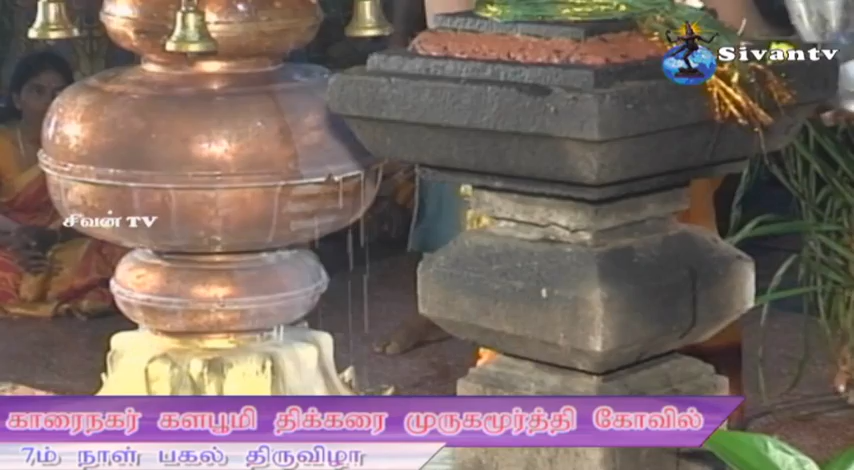 Sivantv
சிவன் TV
காரைநகர் களபூமி திக்கரை முருகமூர்த்தி கோவில்
7ம் நாள் பகல் திருவிழா